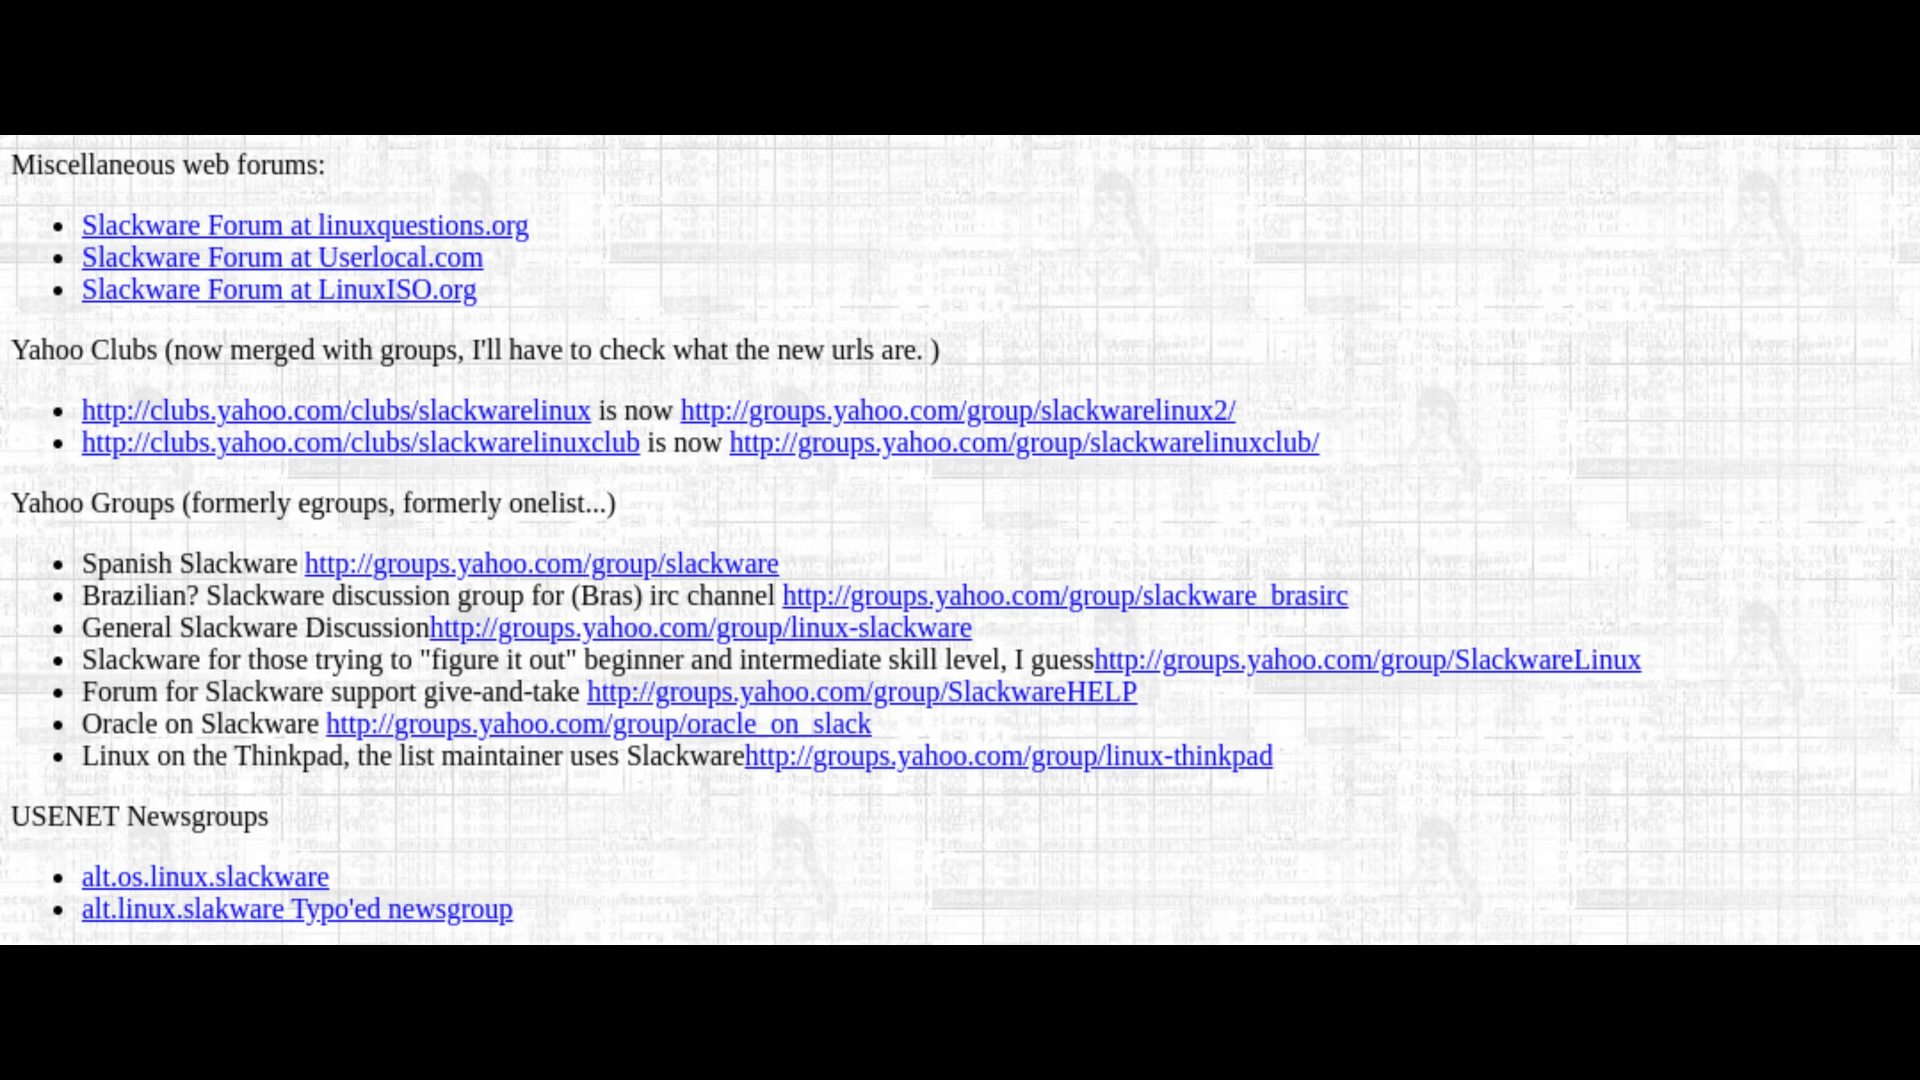 Miscellaneous web forums:
Slackware Forum at linuxquestions.org
Slackware Forum at Userlocal.com
Slackware Forum at LinuxISO.org
Yahoo Clubs (now merged with groups, I'll have to check what the new urls are. )
http://clubs.yahoo.com/clubs/slackwarelinux is now http://groups.yahoo.com/group/slackwarelinux2/
http://clubs.yahoo.com/clubs/slackwarelinuxclub is now http://groups.yahoo.com/group/slackwarelinuxclub/
Yahoo Groups (formerly egroups, formerly onelist...)
Spanish Slackware http://groups.yahoo.com/group/slackware
Brazilian? Slackware discussion group for (Bras) irc channel http://groups.yahoo.com/group/slackware_brasirc
General Slackware Discussionhttp://groups.yahoo.com/group/linux-slackware
Slackware for those trying to "figure it out" beginner and intermediate skill level, I guesshttp://groups.yahoo.com/group/SlackwareLinux
Forum for Slackware support give-and-take http://groups.yahoo.com/group/SlackwareHELP
Oracle on Slackware http://groups.yahoo.com/group/oracle_on_slack
Linux on the Thinkpad, the list maintainer uses Slackwarehttp://groups.yahoo.com/group/linux-thinkpad
USENET Newsgroups
alt.os.linux.slackware
alt.linux.slakware Typo'ed newsgroup